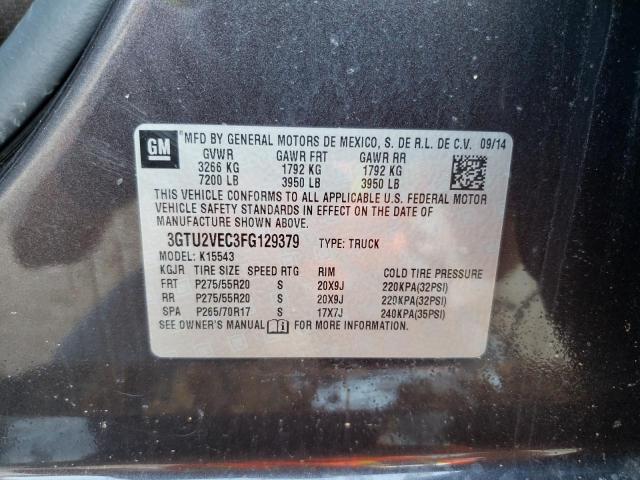 GM
MFD BY GENERAL MOTORS DE MEXICO, S. DE R.L. DE C.V. 09/14
GVWR GAWR FRT GAWR RR
3266 KG 1792 KG 1792 KG
7200 LB 3950 LB 3950 LB
THIS VEHICLE CONFORMS TO ALL APPLICABLE U.S. FEDERAL MOTOR
VEHICLE SAFETY STANDARDS IN EFFECT ON THE DATE OF
MANUFACTURE SHOWN ABOVE.
3GTU2VEC3FG129379 TYPE: TRUCK
MODEL: K15543
KGJR TIRE SIZE SPEED RTG RIM COLD TIRE PRESSURE
FRT P275/55R20 S 20X9J 220KPA(32PSI)
RR P275/55R20 S 20X9J 220KPA(32PSI)
SPA P265/70R17 S 17X7J 240KPA(35PSI)
SEE OWNER'S MANUAL FOR MORE INFORMATION.